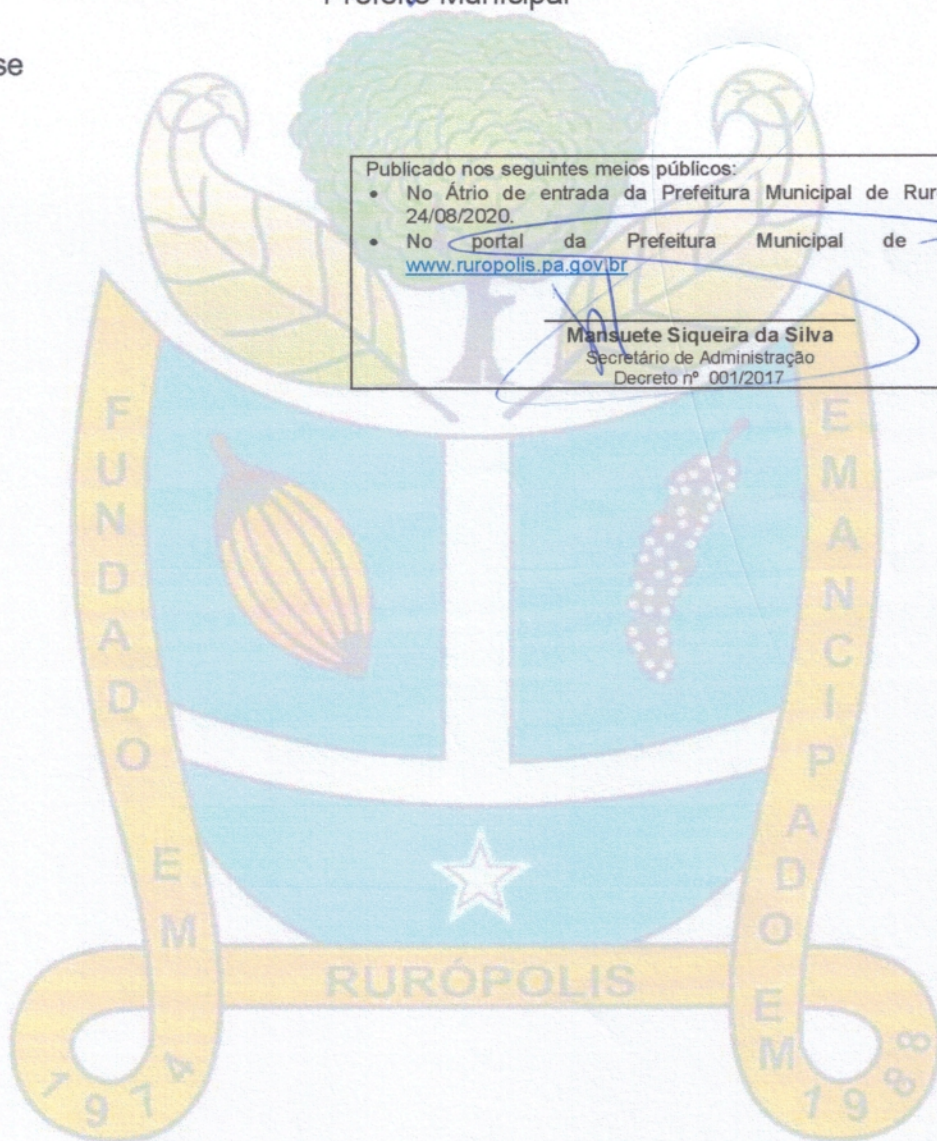 Prefeito Municipal
se
Publicado nos seguintes meios públicos:
• No Átrio de entrada da Prefeitura Municipal de Rur
24/08/2020.
• No portal da Prefeitura Municipal de
www.ruropolis.pa.gov.br
Mansuete Siqueira da Silva
Secretário de Administração
Decreto nº 001/2017
FUNDADO EM 1974
RURÓPOLIS
EMANCIPADO EM 1988